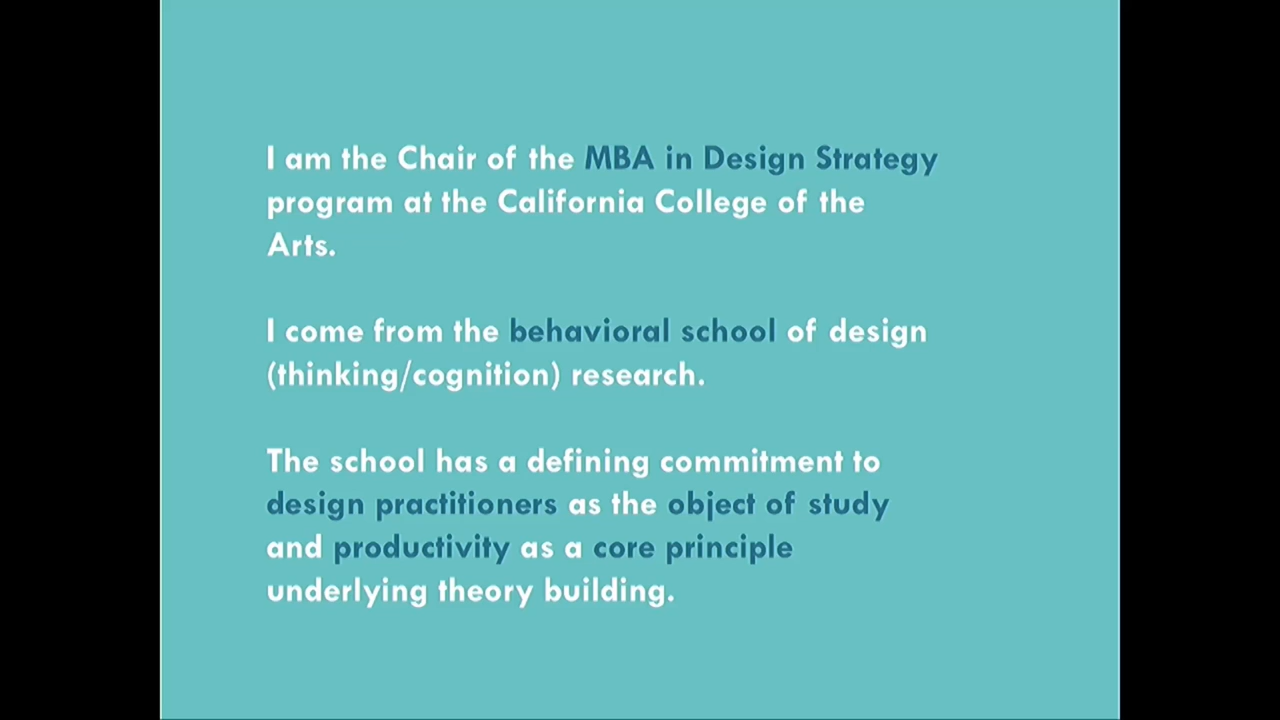 I am the Chair of the MBA in Design Strategy
program at the California College of the
Arts.
I come from the behavioral school of design
(thinking/cognition) research.
The school has a defining commitment to
design practitioners as the object of study
and productivity as a core principle
underlying theory building.